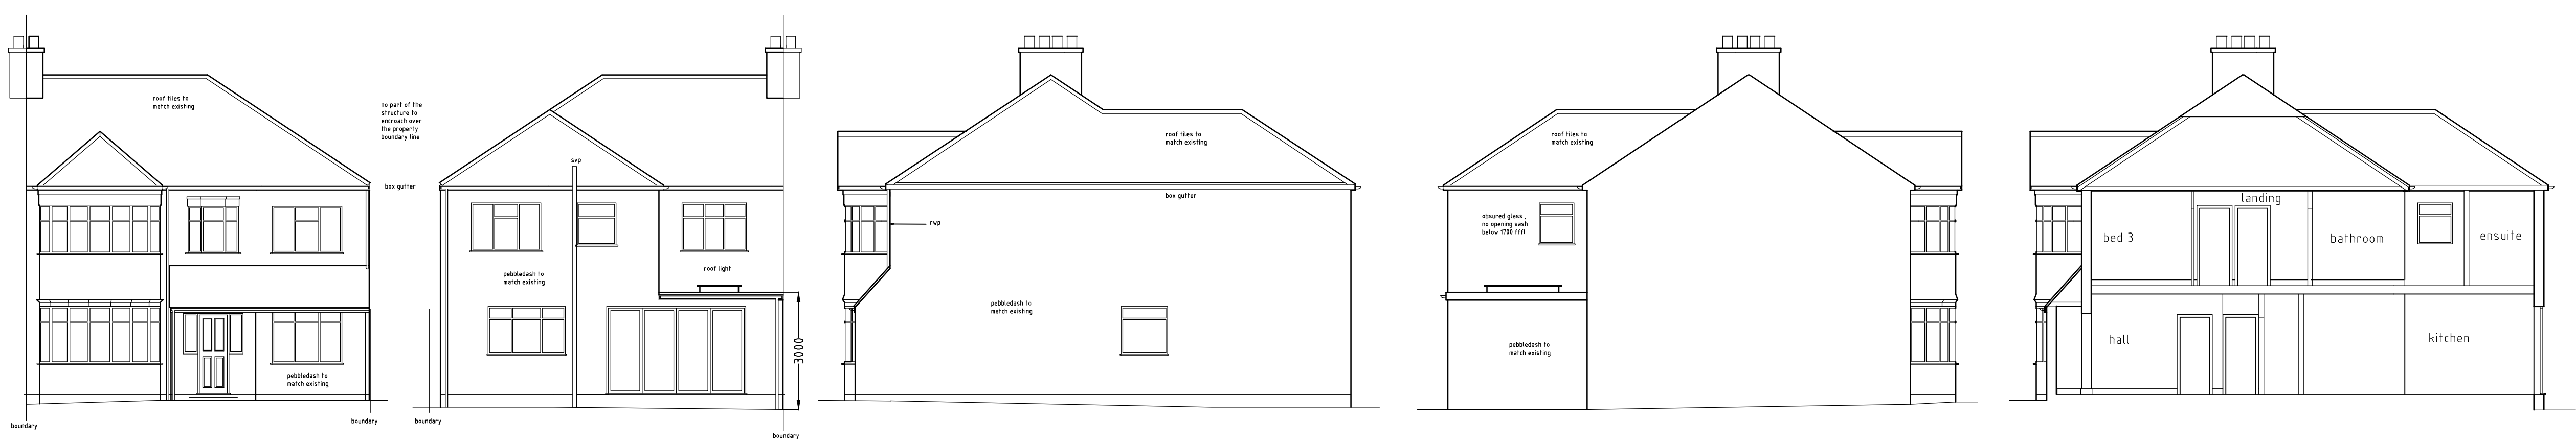 roof tiles to
match existing
no part of the
structure to
encroach over
the property
boundary line
box gutter
pebbledash to
match existing
boundary
boundary
svp
pebbledash to
match existing
roof light
3000
boundary
boundary
roof tiles to
match existing
box gutter
rwp
pebbledash to
match existing
roof tiles to
match existing
obsured glass ,
no opening sash
below 1700 fffl
pebbledash to
match existing
landing
bed 3
bathroom
ensuite
hall
kitchen